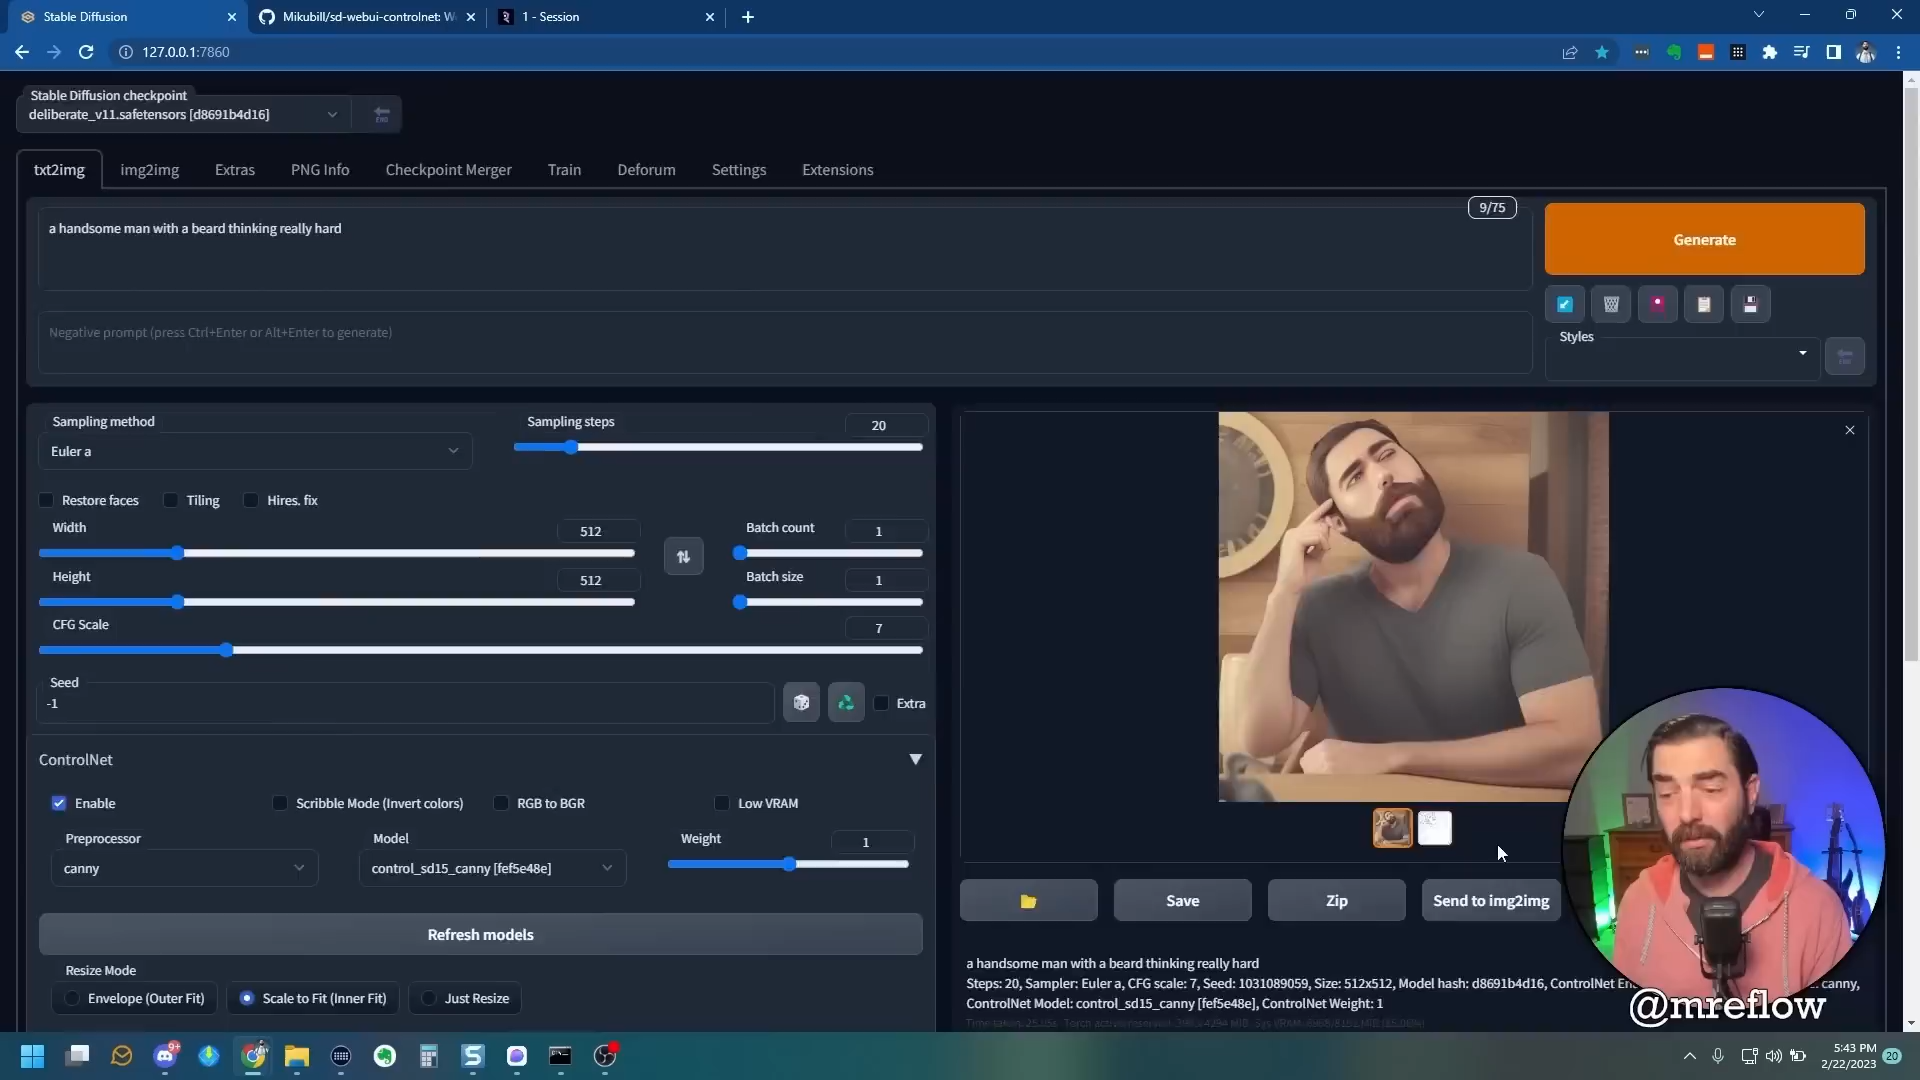 Stable Diffusion
Mikubill/sd-webui-controlnet: W
1 - Session
127.0.0.1:7860
Stable Diffusion checkpoint
deliberate_v11.safetensors [d8691b4d16]
txt2img
img2img
Extras
PNG Info
Checkpoint Merger
Train
Deforum
Settings
Extensions
a handsome man with a beard thinking really hard
9/75
Generate
Negative prompt (press Ctrl+Enter or Alt+Enter to generate)
Styles
Sampling method
Euler a
Sampling steps
20
Restore faces
Tiling
Hires. fix
Width
512
Batch count
1
Height
512
Batch size
1
CFG Scale
7
Seed
-1
Extra
ControlNet
Enable
Scribble Mode (Invert colors)
RGB to BGR
Low VRAM
Preprocessor
canny
Model
control_sd15_canny [fef5e48e]
Weight
1
Refresh models
Resize Mode
Envelope (Outer Fit)
Scale to Fit (Inner Fit)
Just Resize
Save
Zip
Send to img2img
a handsome man with a beard thinking really hard
Steps: 20, Sampler: Euler a, CFG scale: 7, Seed: 1031089059, Size: 512x512, Model hash: d8691b4d16, ControlNet En canny,
ControlNet Model: control_sd15_canny [fef5e48e], ControlNet Weight: 1
@mreflow
9+
5:43 PM
2/22/2023
20